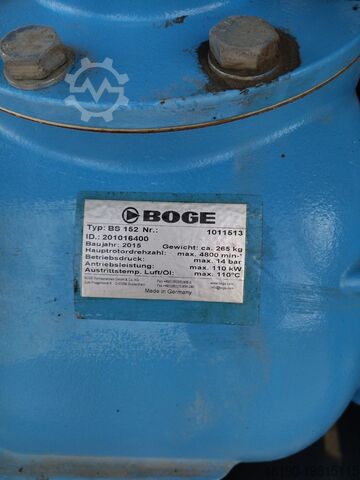 BOGE
Typ: BS 152 Nr.: 1011513
ID.: 201016400
Baujahr: 2015 Gewicht: ca. 265 kg
Hauptrotordrehzahl: max. 4800 min-¹
Betriebsdruck: max. 14 bar
Antriebsleistung: max. 110 kW
Austrittstemp. Luft/Öl: max. 110°C
Made in Germany